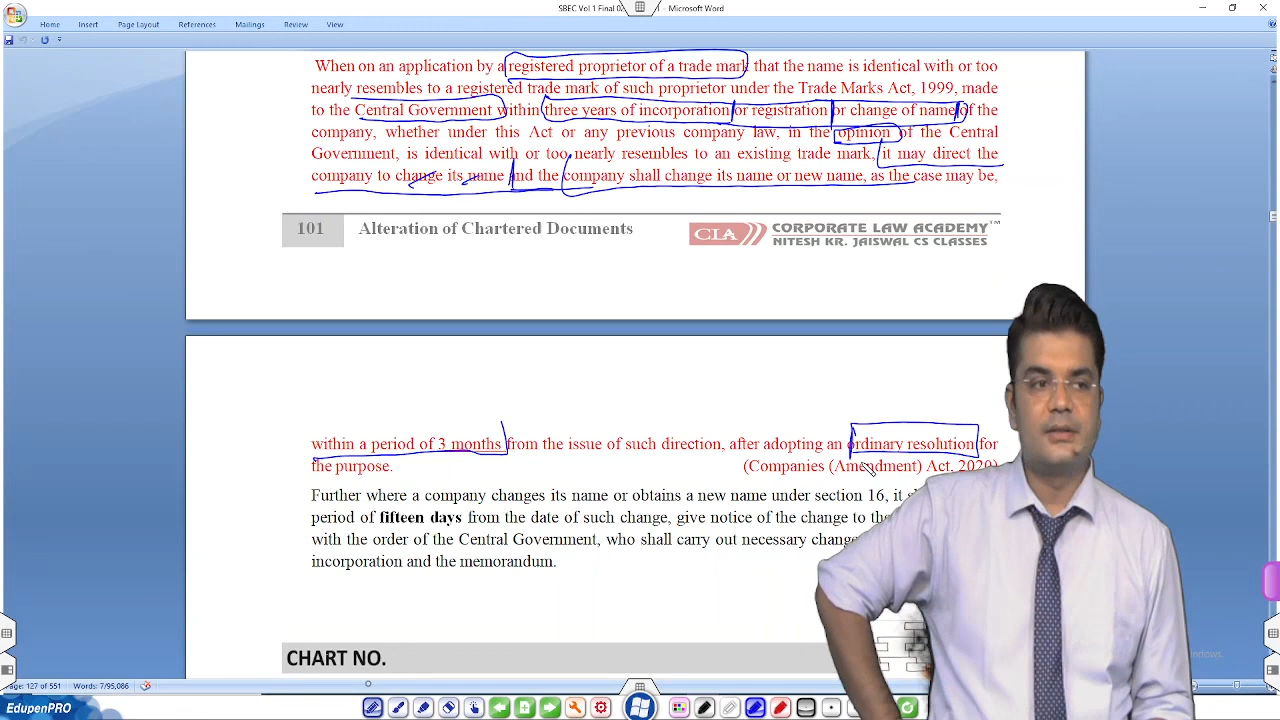 SBEC Vol 1 Final
- Microsoft Word
Home Insert Page Layout References Mailings Review View
When on an application by a registered proprietor of a trade mark that the name is identical with or too
nearly resembles to a registered trade mark of such proprietor under the Trade Marks Act, 1999, made
to the Central Government within three years of incorporation or registration or change of name of the
company, whether under this Act or any previous company law, in the opinion of the Central
Government, is identical with or too nearly resembles to an existing trade mark, it may direct the
company to change its name and the company shall change its name or new name, as the case may be,
101 Alteration of Chartered Documents
CLA CORPORATE LAW ACADEMY™
NITESH KR. JAISWAL CS CLASSES
within a period of 3 months from the issue of such direction, after adopting an ordinary resolution for
the purpose. (Companies (Amendment) Act, 2020)
Further where a company changes its name or obtains a new name under section 16, it
period of fifteen days from the date of such change, give notice of the change to the
with the order of the Central Government, who shall carry out necessary
incorporation and the memorandum.
CHART NO.
Page: 127 of 551 Words: 7/95,086
EdupenPRO